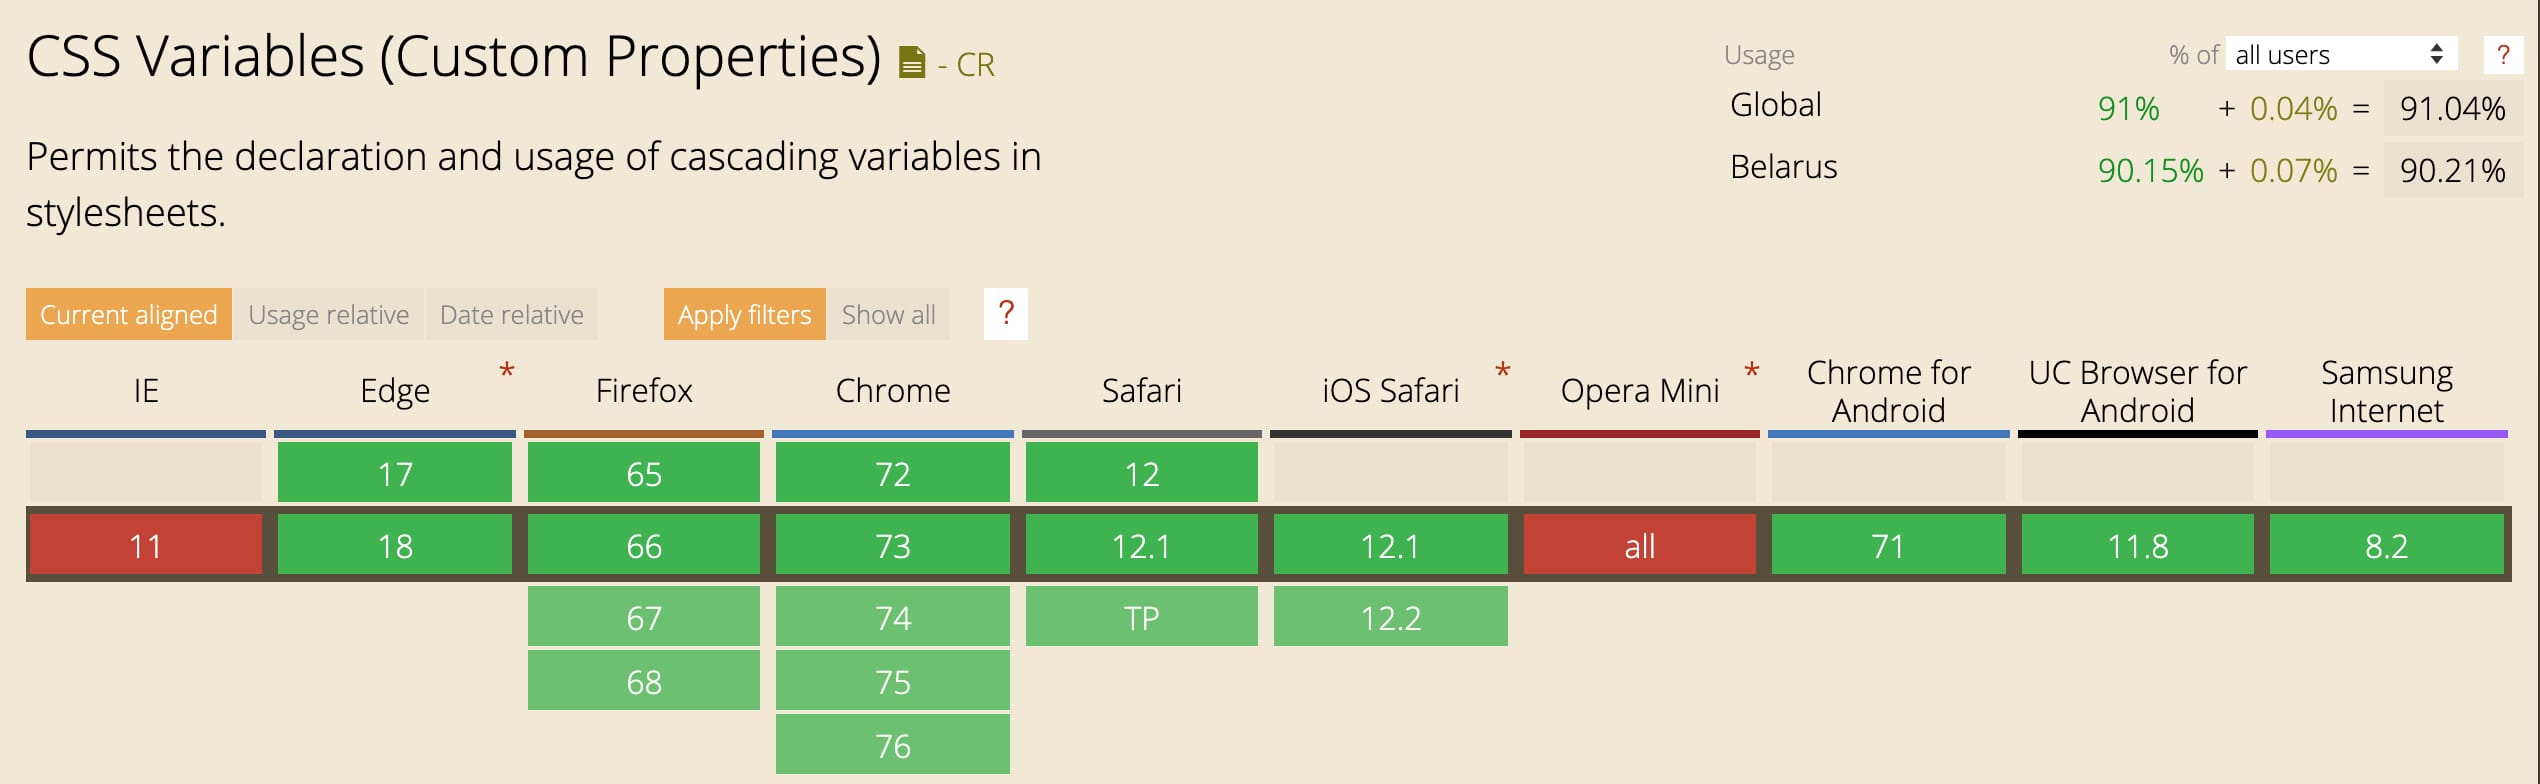 CSS Variables (Custom Properties) - CR
Usage % of all users ?
Global 91% + 0.04% = 91.04%
Permits the declaration and usage of cascading variables in
stylesheets.
Belarus 90.15% + 0.07% = 90.21%
Current aligned Usage relative Date relative Apply filters Show all ?
IE Edge * Firefox Chrome Safari iOS Safari * Opera Mini * Chrome for Android UC Browser for Android Samsung Internet
17 65 72 12
11 18 66 73 12.1 12.1 all 71 11.8 8.2
67 74 TP 12.2
68 75
76